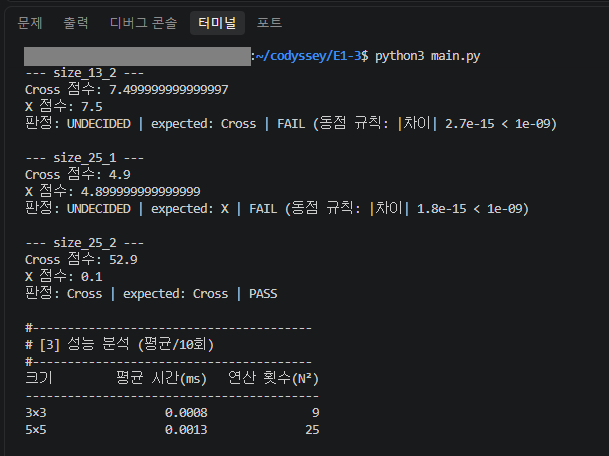 문제 출력 디버그 콘솔 터미널 포트
:~/codyssey/E1-3$ python3 main.py
--- size_13_2 ---
Cross 점수: 7.499999999999997
X 점수: 7.5
판정: UNDECIDED | expected: Cross | FAIL (동점 규칙: |차이| 2.7e-15 < 1e-09)
--- size_25_1 ---
Cross 점수: 4.9
X 점수: 4.899999999999999
판정: UNDECIDED | expected: X | FAIL (동점 규칙: |차이| 1.8e-15 < 1e-09)
--- size_25_2 ---
Cross 점수: 52.9
X 점수: 0.1
판정: Cross | expected: Cross | PASS
#----------------------------------------
# [3] 성능 분석 (평균/10회)
#----------------------------------------
크기 평균 시간(ms) 연산 횟수(N²)
------------------------------------------
3×3 0.0008 9
5×5 0.0013 25